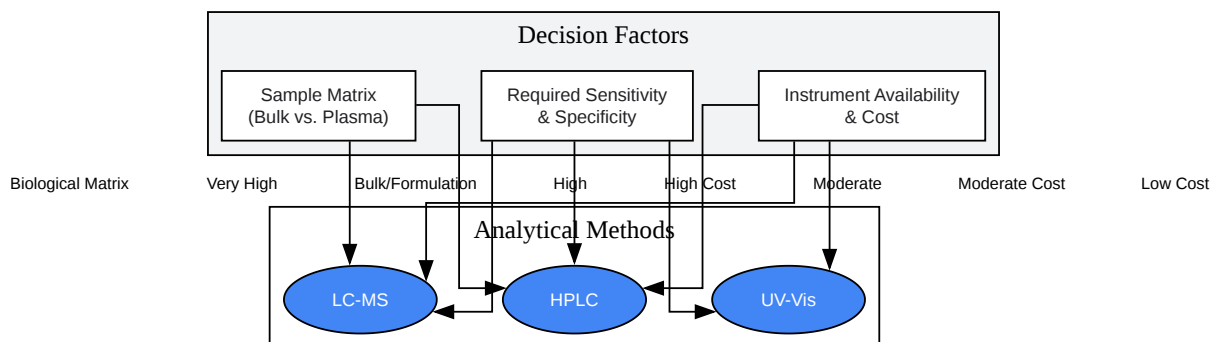 Decision Factors
Sample Matrix
(Bulk vs. Plasma)
Required Sensitivity
& Specificity
Instrument Availability
& Cost
Biological Matrix
Very High
Bulk/Formulation
High
High Cost
Moderate
Moderate Cost
Low Cost
Analytical Methods
LC-MS
HPLC
UV-Vis